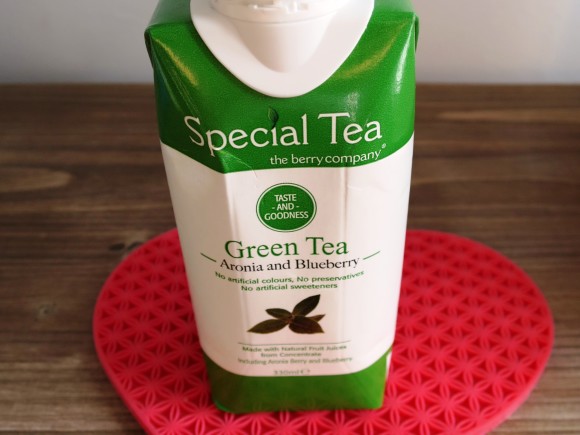 Special Tea
the berry company®
TASTE
- AND -
GOODNESS
Green Tea
Aronia and Blueberry
No artificial colours, No preservatives
No artificial sweeteners
Made with Natural Fruit Juices
from Concentrate
Including Aronia Berry and Blueberry
330ml ℮